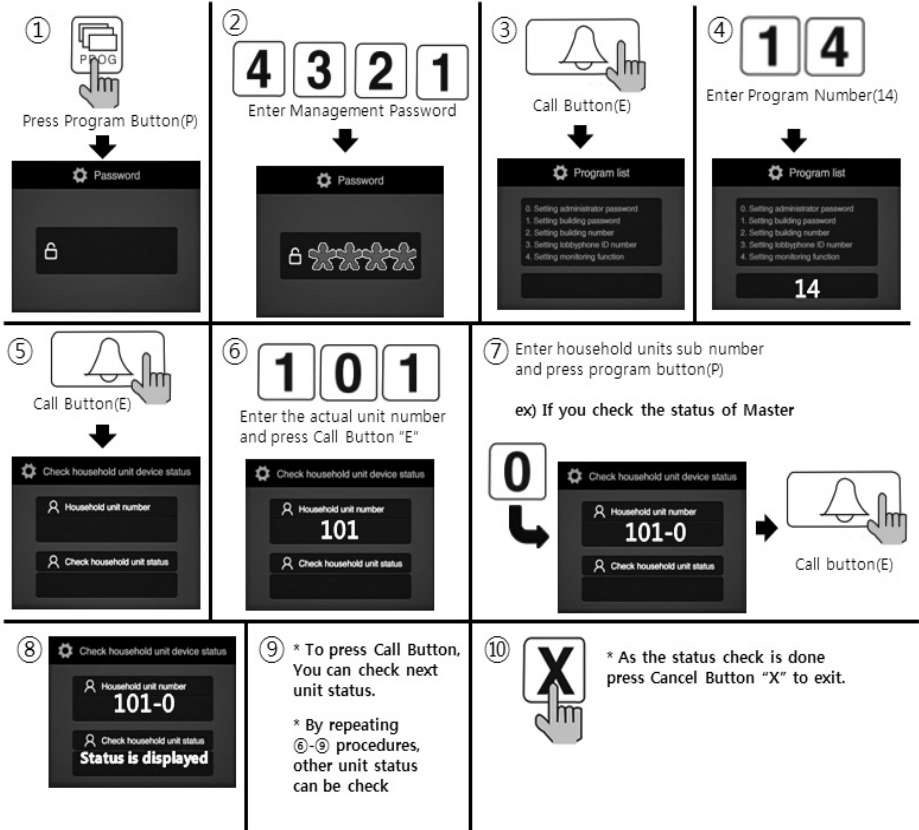 ①
PROG
Press Program Button(P)
Password
②
4 3 2 1
Enter Management Password
Password
③
Call Button(E)
Program list
0. Setting administrator password
1. Setting building password
2. Setting building number
3. Setting lobbyphone ID number
4. Setting monitoring function
④
1 4
Enter Program Number(14)
Program list
0. Setting administrator password
1. Setting building password
2. Setting building number
3. Setting lobbyphone ID number
4. Setting monitoring function
14
⑤
Call Button(E)
Check household unit device status
Household unit number
Check household unit status
⑥
1 0 1
Enter the actual unit number
and press Call Button "E"
Check household unit device status
Household unit number
101
Check household unit status
⑦ Enter household units sub number
and press program button(P)
ex) If you check the status of Master
0
Check household unit device status
Household unit number
101-0
Check household unit status
Call button(E)
⑧
Check household unit device status
Household unit number
101-0
Check household unit status
Status is displayed
⑨ * To press Call Button,
You can check next
unit status.
* By repeating
⑥-⑨ procedures,
other unit status
can be check
⑩
X
* As the status check is done
press Cancel Button "X" to exit.